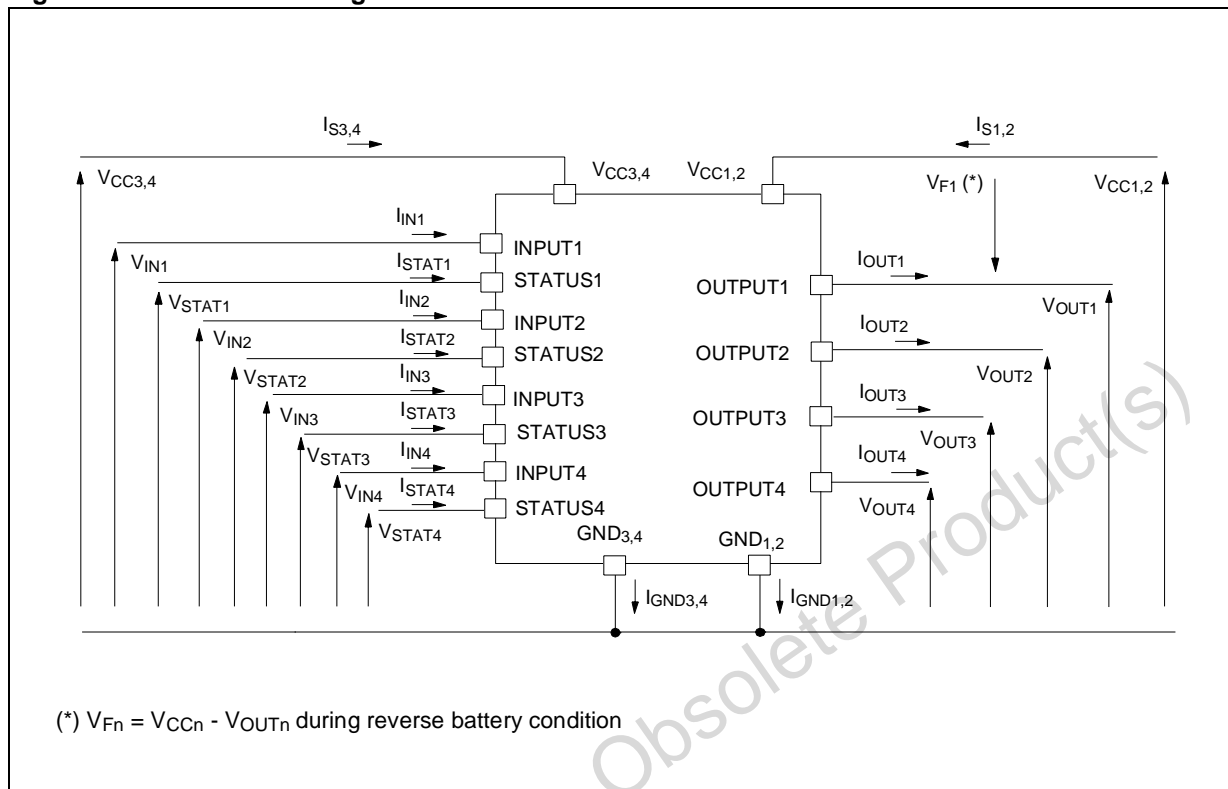 I_S3,4
I_S1,2
V_CC3,4
V_CC3,4
V_CC1,2
V_F1 (*)
V_CC1,2
I_IN1
INPUT1
V_IN1
I_STAT1
STATUS1
V_STAT1
I_IN2
INPUT2
V_IN2
I_STAT2
STATUS2
V_STAT2
I_IN3
INPUT3
V_IN3
I_STAT3
STATUS3
V_STAT3
I_IN4
INPUT4
V_IN4
I_STAT4
STATUS4
V_STAT4
I_OUT1
OUTPUT1
V_OUT1
I_OUT2
OUTPUT2
V_OUT2
I_OUT3
OUTPUT3
V_OUT3
I_OUT4
OUTPUT4
V_OUT4
GND_3,4
GND_1,2
I_GND3,4
I_GND1,2
(*) V_Fn = V_CCn - V_OUTn during reverse battery condition
Obsolete Product(s)